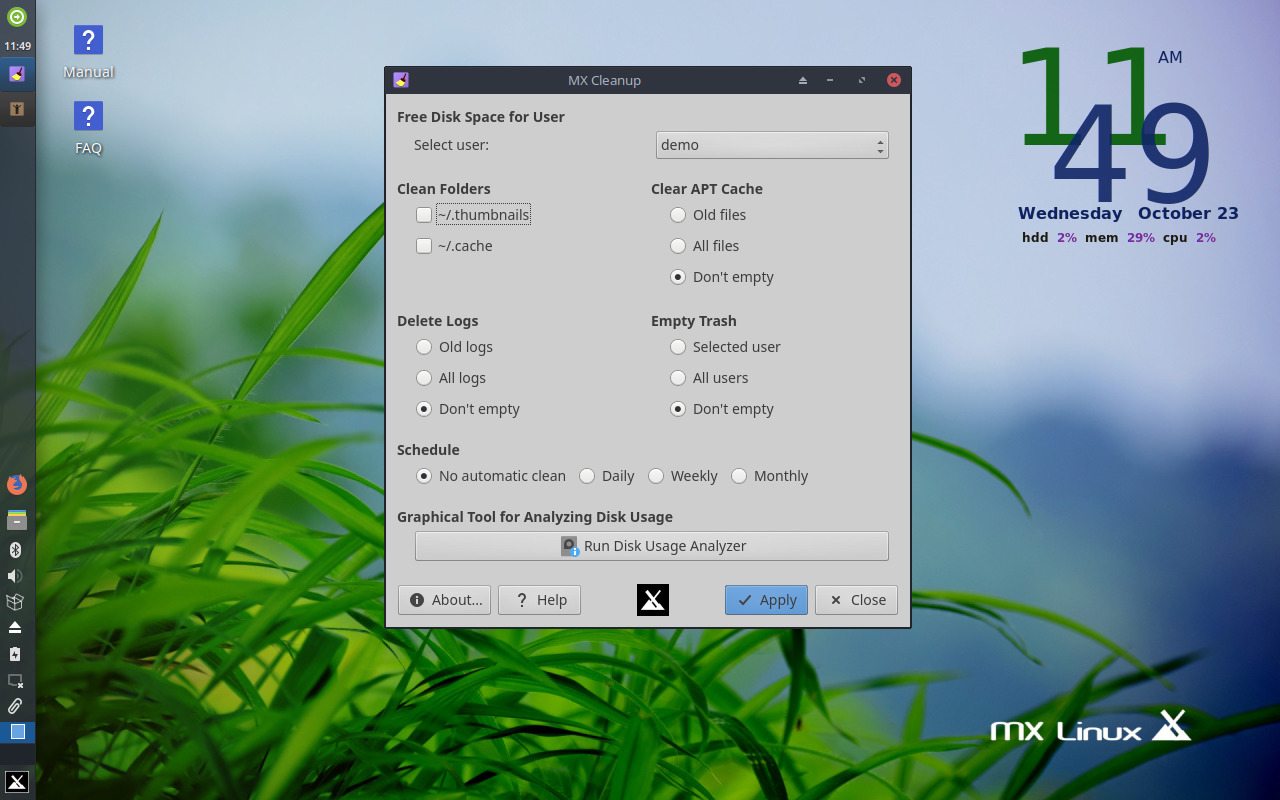 11:49
Manual
FAQ
MX Cleanup
Free Disk Space for User
Select user:
demo
Clean Folders
Clear APT Cache
~/.thumbnails
Old files
~/.cache
All files
Don't empty
Delete Logs
Empty Trash
Old logs
Selected user
All logs
All users
Don't empty
Don't empty
Schedule
No automatic clean Daily Weekly Monthly
Graphical Tool for Analyzing Disk Usage
Run Disk Usage Analyzer
About...
Help
Apply
Close
11 AM
49
Wednesday October 23
hdd 2% mem 29% cpu 2%
MX Linux